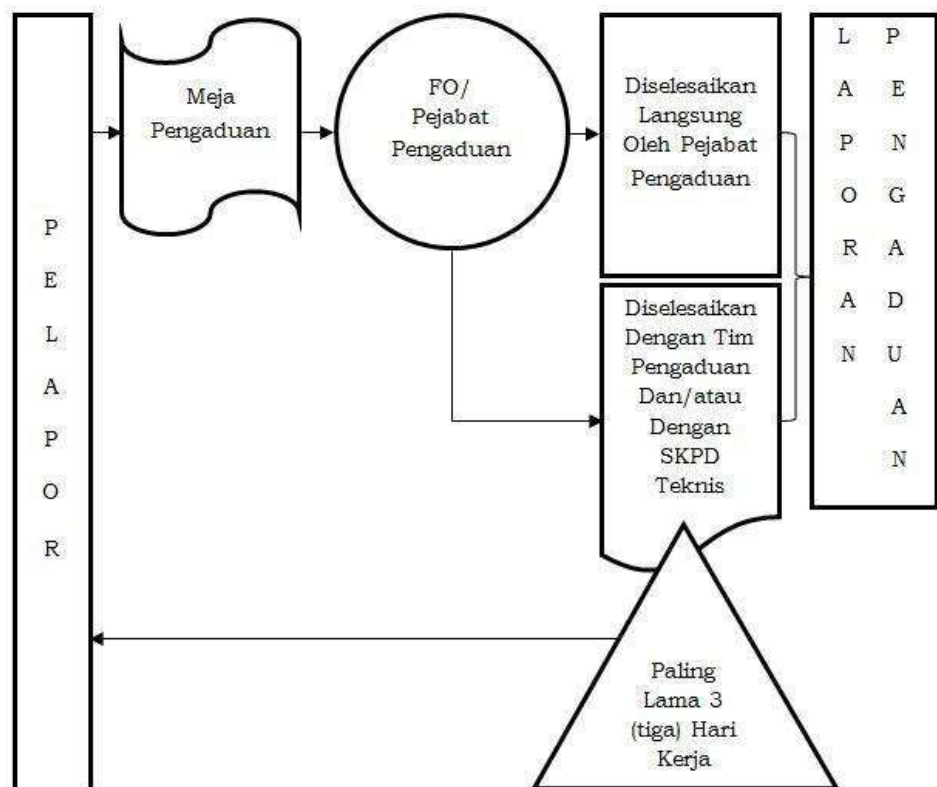 PELAPOR
Meja
Pengaduan
FO/
Pejabat
Pengaduan
Diselesaikan
Langsung
Oleh Pejabat
Pengaduan
Diselesaikan
Dengan Tim
Pengaduan
Dan/atau
Dengan
SKPD
Teknis
LAPORAN
PENGADUAN
Paling
Lama 3
(tiga) Hari
Kerja